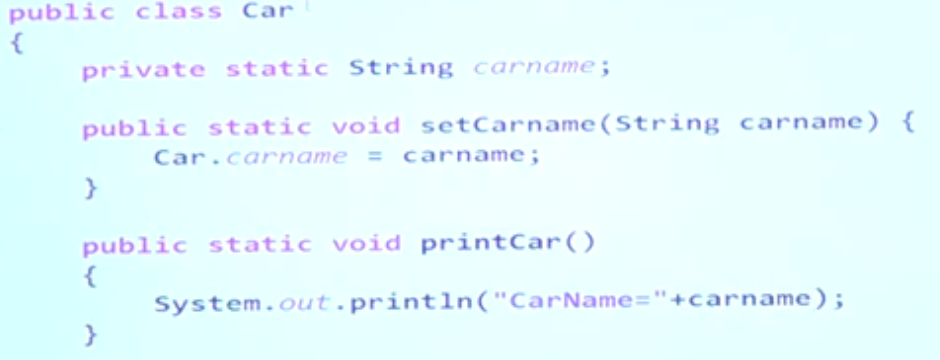 public class Car
{
private static String carname;
public static void setCarname(String carname) {
Car.carname = carname;
}
public static void printCar()
{
System.out.println("CarName="+carname);
}